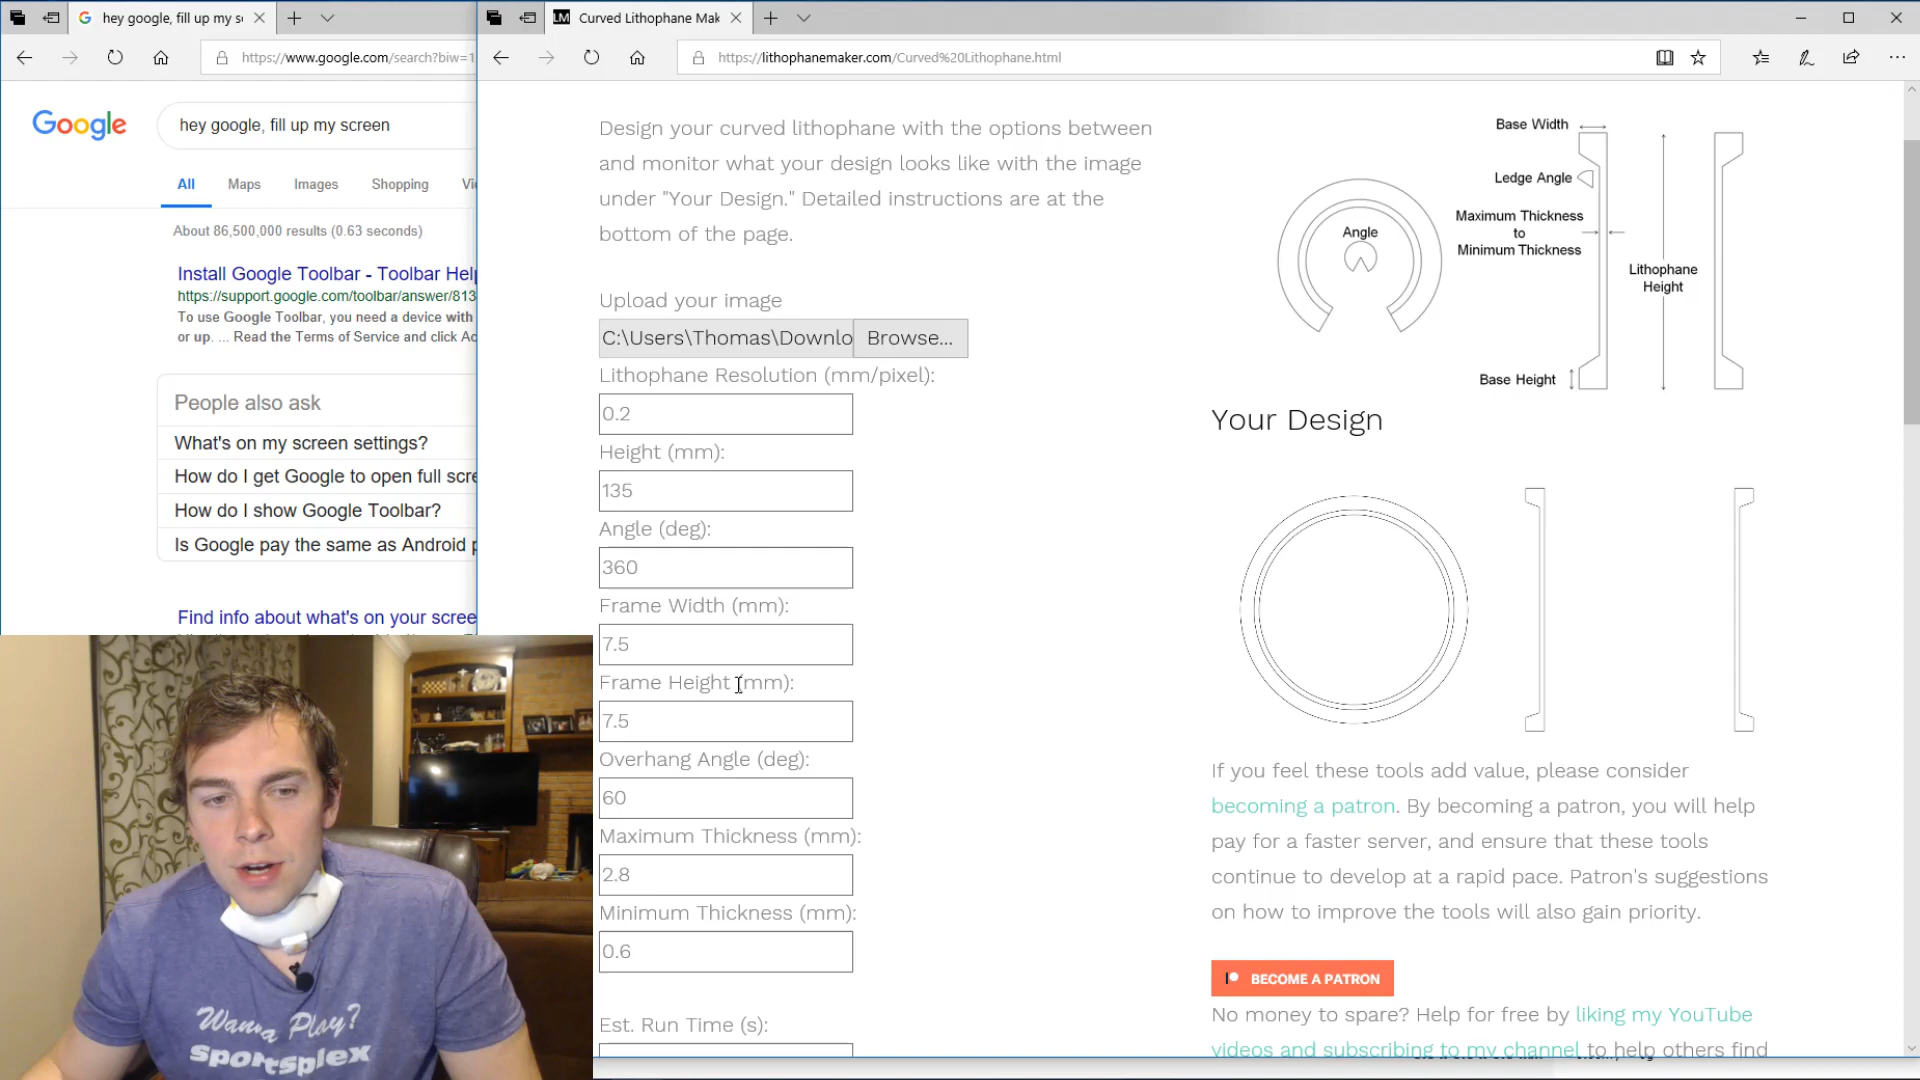 hey google, fill up my s
Curved Lithophane Mak
https://www.google.com/search?biw=1
https://lithophanemaker.com/Curved%20Lithophane.html
Google
hey google, fill up my screen
All Maps Images Shopping Vi
About 86,500,000 results (0.63 seconds)
Install Google Toolbar - Toolbar Help
https://support.google.com/toolbar/answer/813
To use Google Toolbar, you need a device with
or up. ... Read the Terms of Service and click Ac
People also ask
What's on my screen settings?
How do I get Google to open full scre
How do I show Google Toolbar?
Is Google pay the same as Android p
Find info about what's on your scree
Design your curved lithophane with the options between
and monitor what your design looks like with the image
under "Your Design." Detailed instructions are at the
bottom of the page.
Upload your image
C:\Users\Thomas\Downlo Browse...
Lithophane Resolution (mm/pixel):
0.2
Height (mm):
135
Angle (deg):
360
Frame Width (mm):
7.5
Frame Height (mm):
7.5
Overhang Angle (deg):
60
Maximum Thickness (mm):
2.8
Minimum Thickness (mm):
0.6
Est. Run Time (s):
Base Width
Ledge Angle
Maximum Thickness
to
Minimum Thickness
Angle
Lithophane
Height
Base Height
Your Design
If you feel these tools add value, please consider
becoming a patron. By becoming a patron, you will help
pay for a faster server, and ensure that these tools
continue to develop at a rapid pace. Patron's suggestions
on how to improve the tools will also gain priority.
BECOME A PATRON
No money to spare? Help for free by liking my YouTube
videos and subscribing to my channel to help others find
Wanna Play?
sportsplex